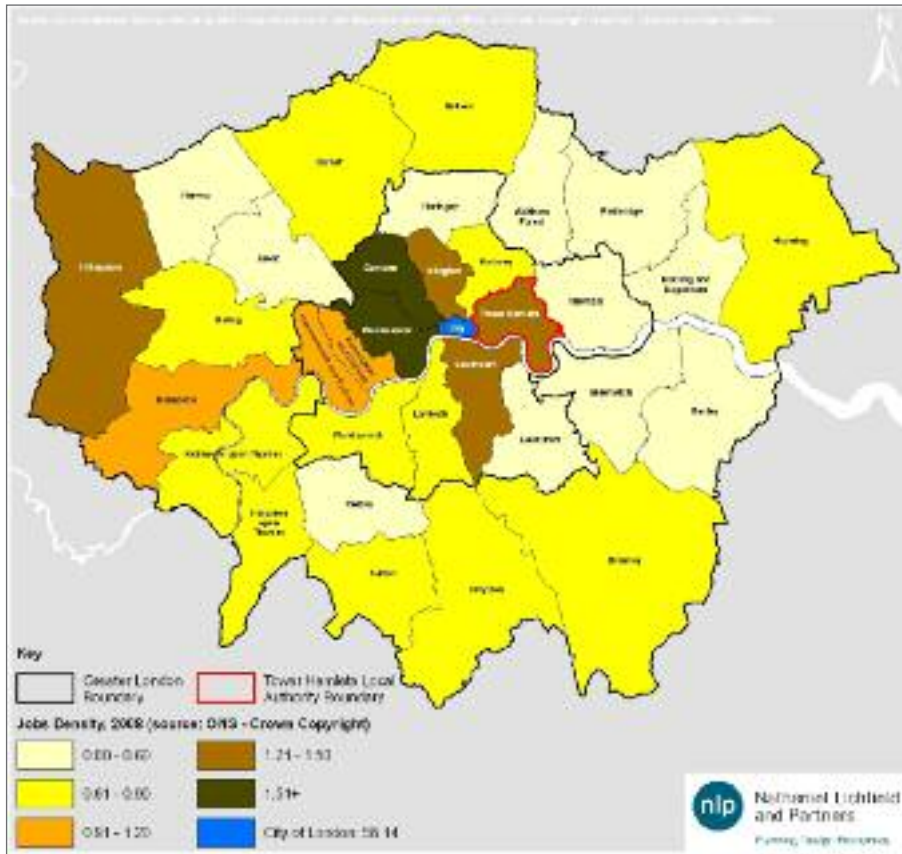 N
Enfield
Barnet
Harrow
Haringey
Waltham
Forest
Redbridge
Havering
Brent
Camden
Islington
Hackney
Barking and
Dagenham
Hillingdon
Ealing
Westminster
City
Tower Hamlets
Newham
Hounslow
Southwark
Greenwich
Bexley
Lambeth
Wandsworth
Lewisham
Richmond upon Thames
Kingston
upon
Thames
Merton
Sutton
Croydon
Bromley
Key
Greater London
Boundary
Tower Hamlets Local
Authority Boundary
Jobs Density, 2008 (source: ONS - Crown Copyright)
0.00 - 0.60
1.21 - 1.50
0.61 - 0.90
1.51+
0.91 - 1.20
City of London:
nlp
Nathaniel Lichfield
and Partners
Planning Design Economics